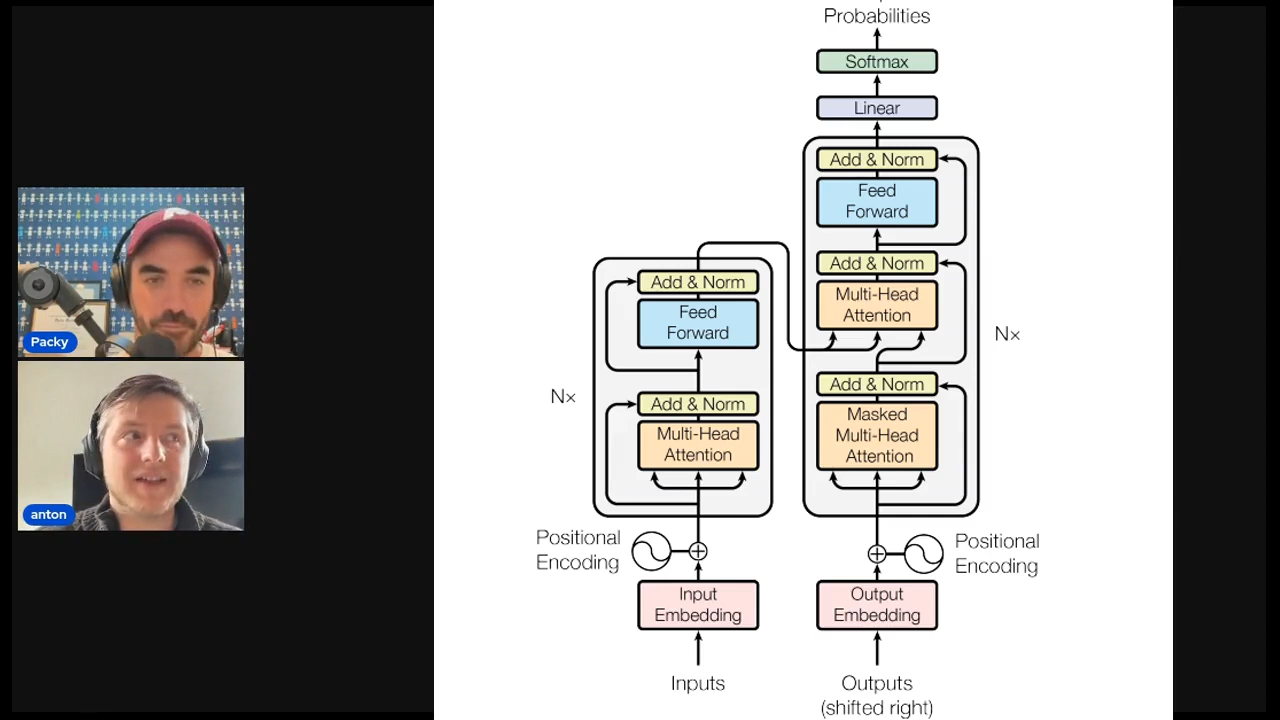 Packy
anton
Probabilities
Softmax
Linear
Add & Norm
Feed
Forward
Add & Norm
Multi-Head
Attention
Add & Norm
Masked
Multi-Head
Attention
N×
Add & Norm
Feed
Forward
Add & Norm
Multi-Head
Attention
N×
Positional
Encoding
Positional
Encoding
Input
Embedding
Output
Embedding
Inputs
Outputs
(shifted right)